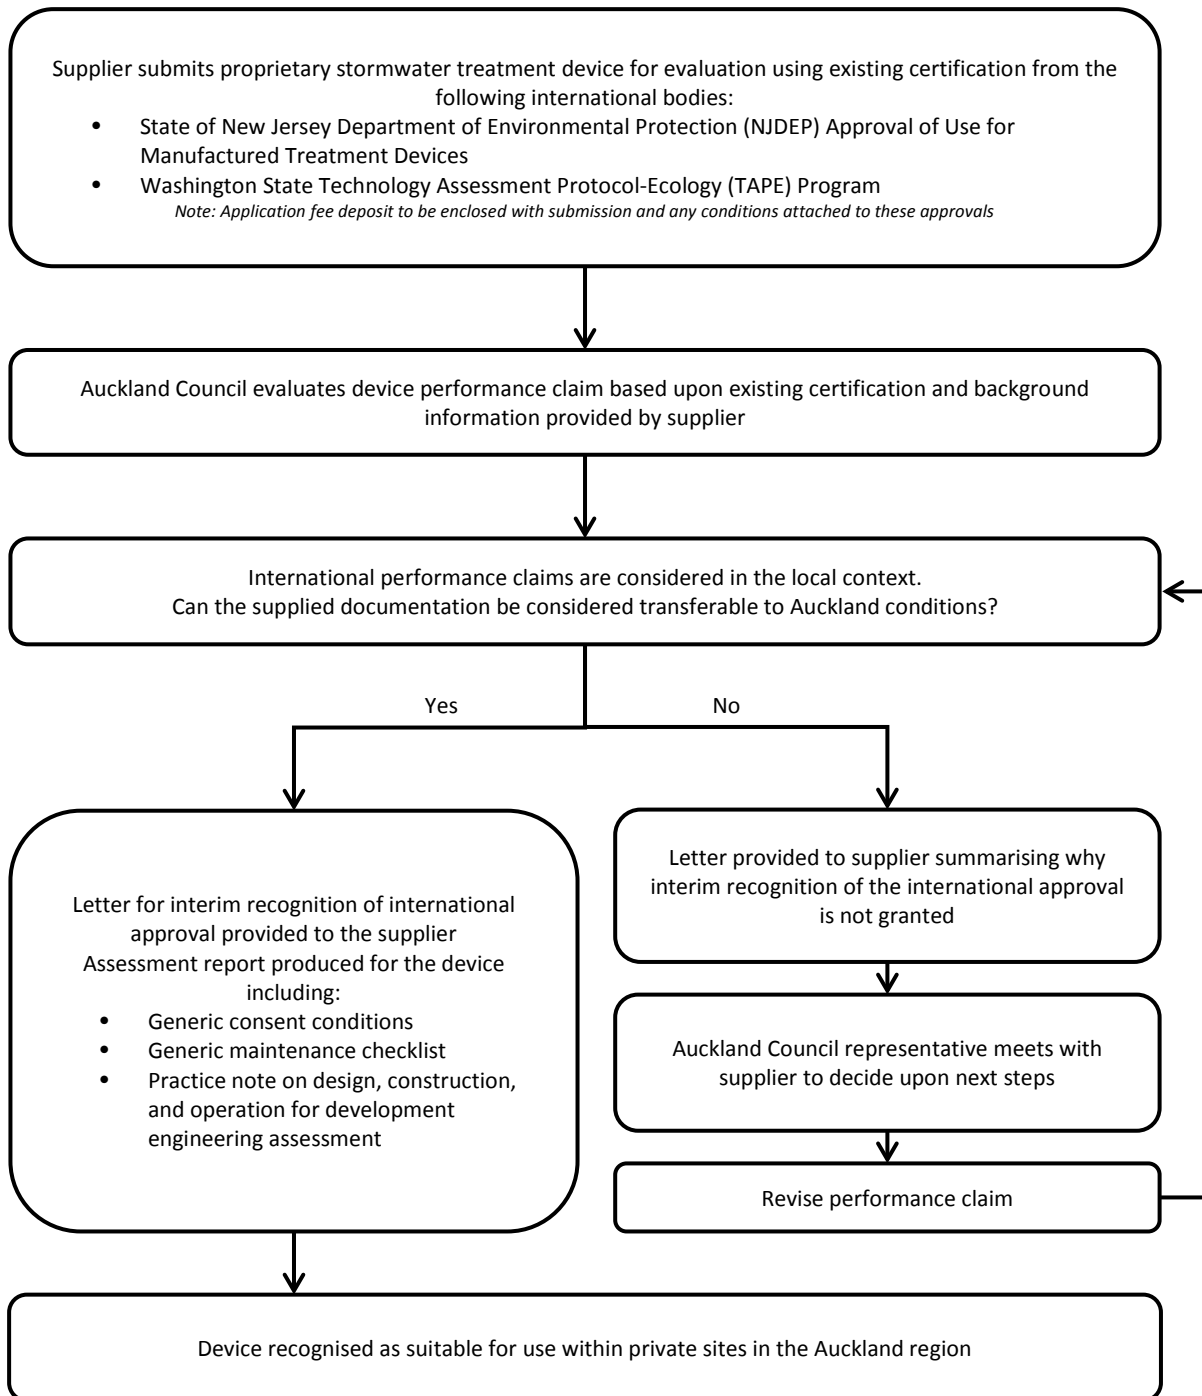 Supplier submits proprietary stormwater treatment device for evaluation using existing certification from the
following international bodies:
• State of New Jersey Department of Environmental Protection (NJDEP) Approval of Use for
Manufactured Treatment Devices
• Washington State Technology Assessment Protocol-Ecology (TAPE) Program
Note: Application fee deposit to be enclosed with submission and any conditions attached to these approvals
Auckland Council evaluates device performance claim based upon existing certification and background
information provided by supplier
International performance claims are considered in the local context.
Can the supplied documentation be considered transferable to Auckland conditions?
Yes
No
Letter for interim recognition of international
approval provided to the supplier
Assessment report produced for the device
including:
• Generic consent conditions
• Generic maintenance checklist
• Practice note on design, construction,
and operation for development
engineering assessment
Letter provided to supplier summarising why
interim recognition of the international approval
is not granted
Auckland Council representative meets with
supplier to decide upon next steps
Revise performance claim
Device recognised as suitable for use within private sites in the Auckland region